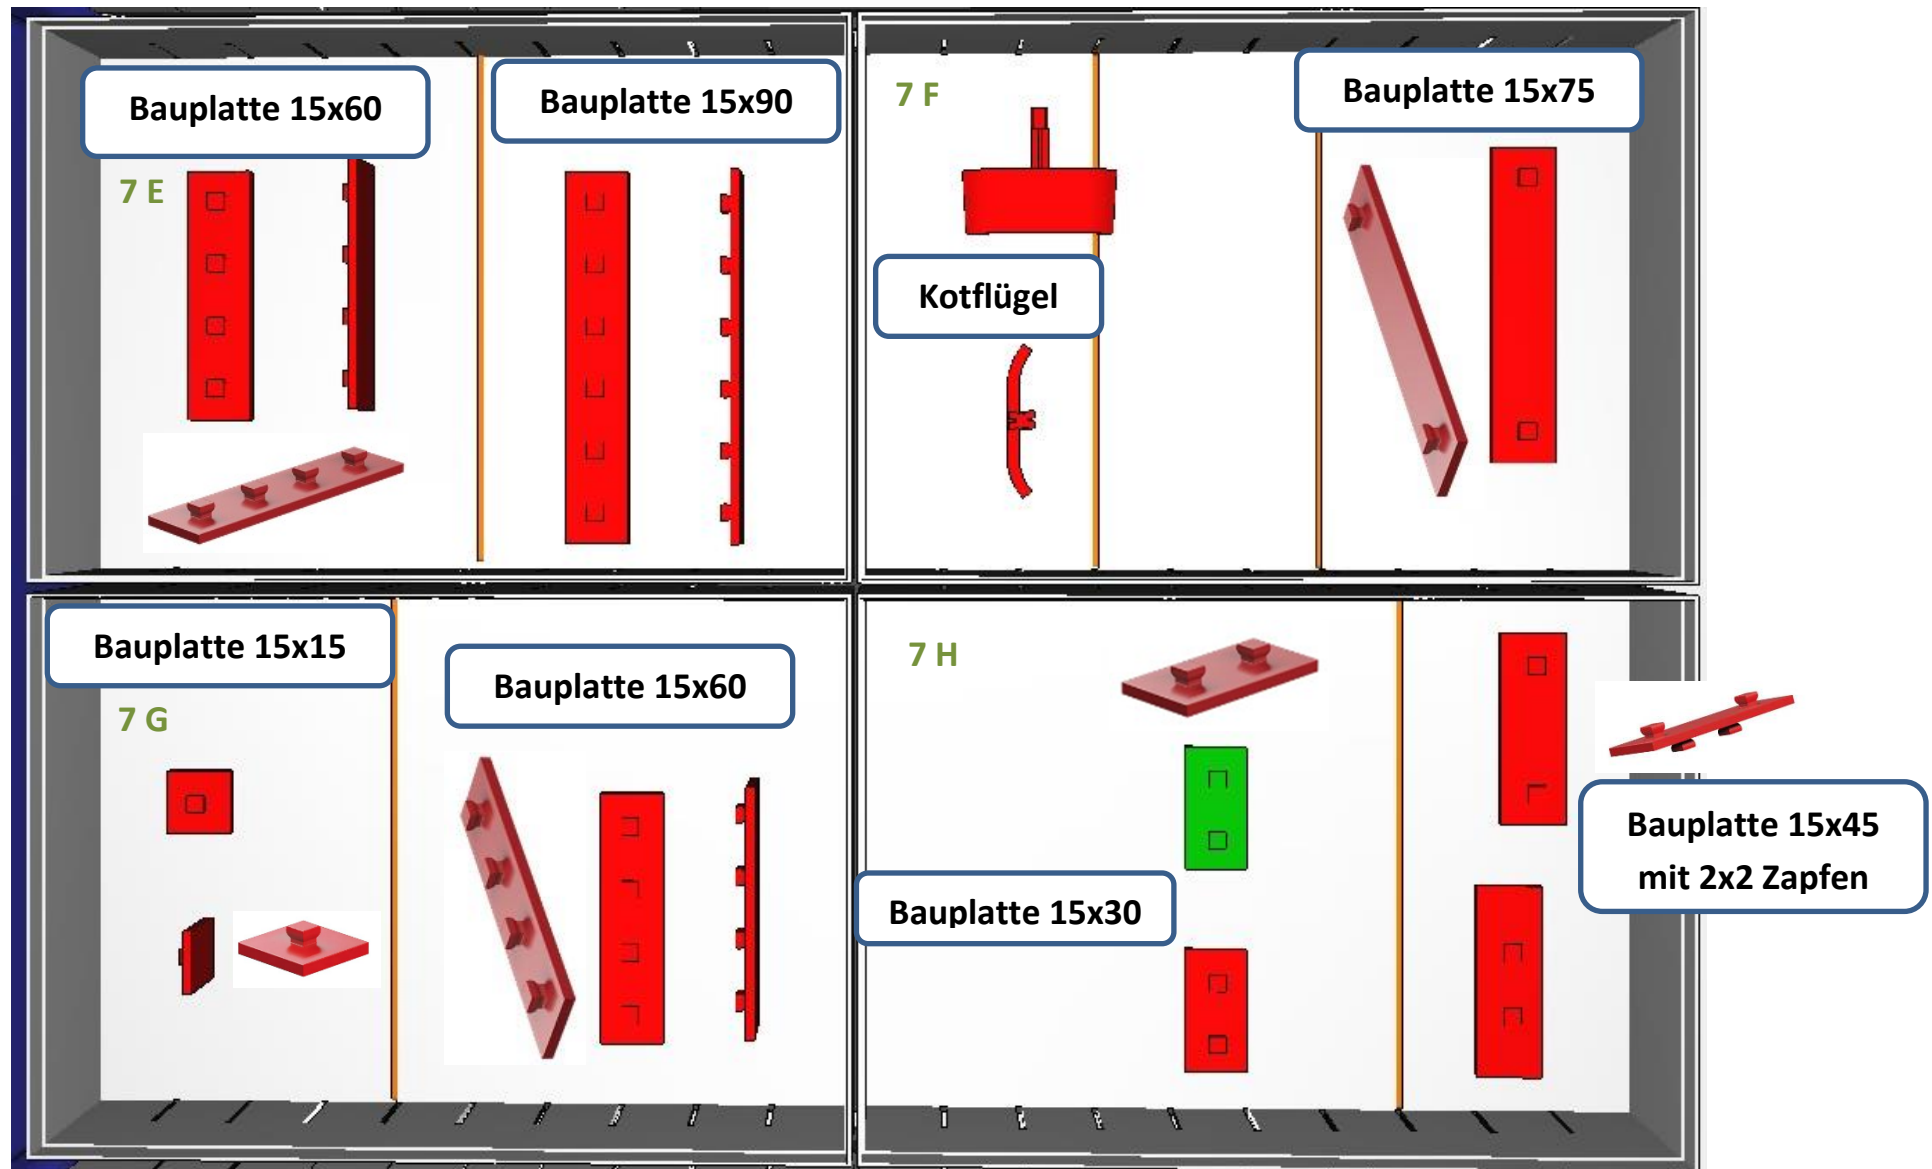 Bauplatte 15x60
Bauplatte 15x90
7 E
7 F
Bauplatte 15x75
Kotflügel
Bauplatte 15x15
Bauplatte 15x60
7 G
7 H
Bauplatte 15x30
Bauplatte 15x45
mit 2x2 Zapfen